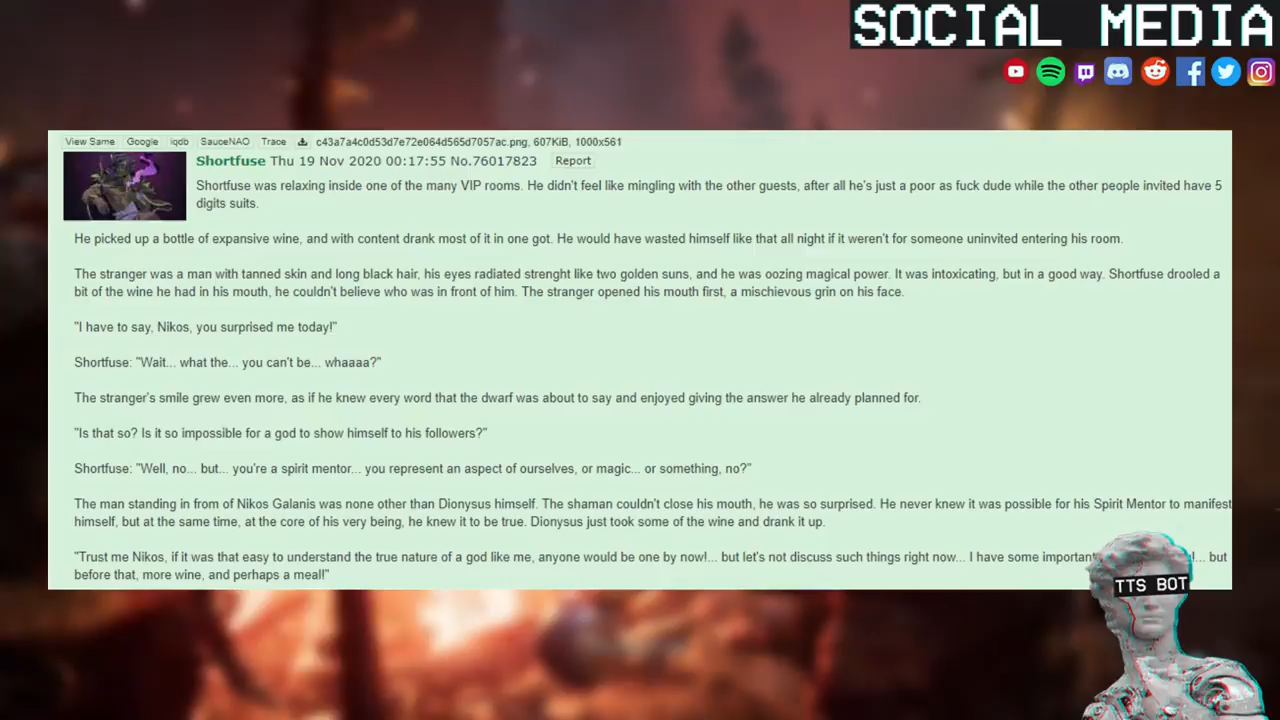 SOCIAL MEDIA
View Same Google iqdb SauceNAO Trace c43a7a4c0d53d7e72e064d565d7057ac.png, 607KiB, 1000x561
Shortfuse Thu 19 Nov 2020 00:17:55 No.76017823 Report
Shortfuse was relaxing inside one of the many VIP rooms. He didn't feel like mingling with the other guests, after all he's just a poor as fuck dude while the other people invited have 5
digits suits.
He picked up a bottle of expansive wine, and with content drank most of it in one got. He would have wasted himself like that all night if it weren't for someone uninvited entering his room.
The stranger was a man with tanned skin and long black hair, his eyes radiated strenght like two golden suns, and he was oozing magical power. It was intoxicating, but in a good way. Shortfuse drooled a
bit of the wine he had in his mouth, he couldn't believe who was in front of him. The stranger opened his mouth first, a mischievous grin on his face.
"I have to say, Nikos, you surprised me today!"
Shortfuse: "Wait... what the... you can't be... whaaaa?"
The stranger's smile grew even more, as if he knew every word that the dwarf was about to say and enjoyed giving the answer he already planned for.
"Is that so? Is it so impossible for a god to show himself to his followers?"
Shortfuse: "Well, no... but... you're a spirit mentor... you represent an aspect of ourselves, or magic... or something, no?"
The man standing in from of Nikos Galanis was none other than Dionysus himself. The shaman couldn't close his mouth, he was so surprised. He never knew it was possible for his Spirit Mentor to manifest
himself, but at the same time, at the core of his very being, he knew it to be true. Dionysus just took some of the wine and drank it up.
"Trust me Nikos, if it was that easy to understand the true nature of a god like me, anyone would be one by now!... but let's not discuss such things right now... I have some important !... but
before that, more wine, and perhaps a meal!"
TTS BOT